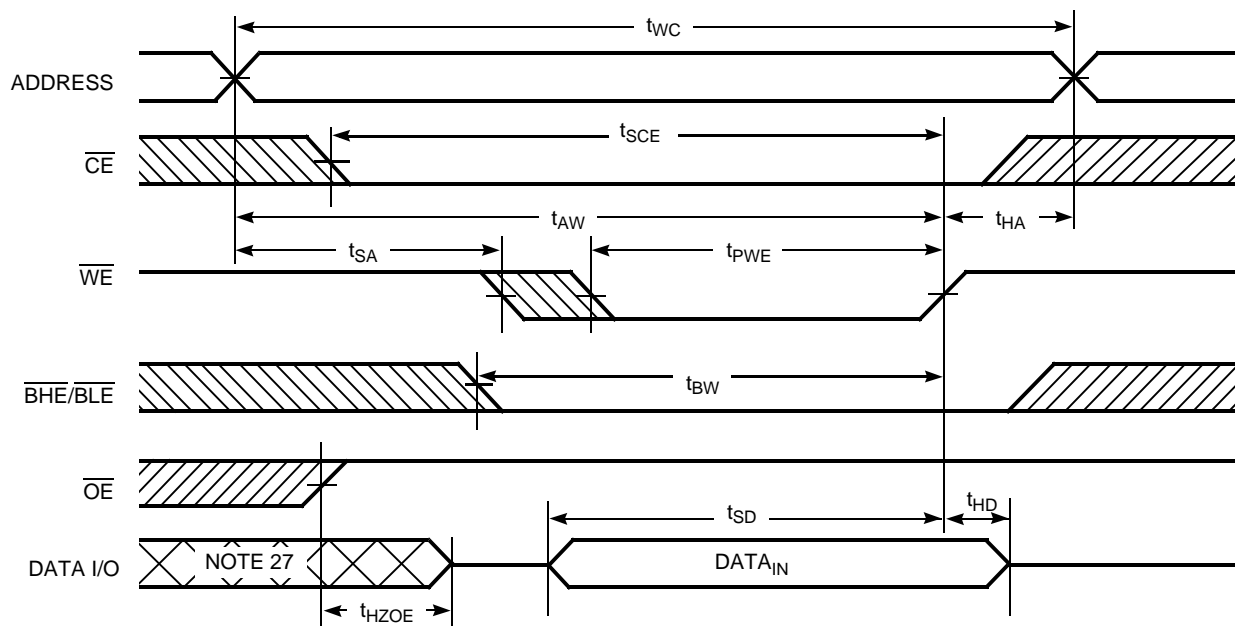 tWC
ADDRESS
tSCE
CE
tAW
tHA
tSA
tPWE
WE
tBW
BHE/BLE
OE
tSD
tHD
DATA I/O
NOTE 27
DATAIN
tHZOE